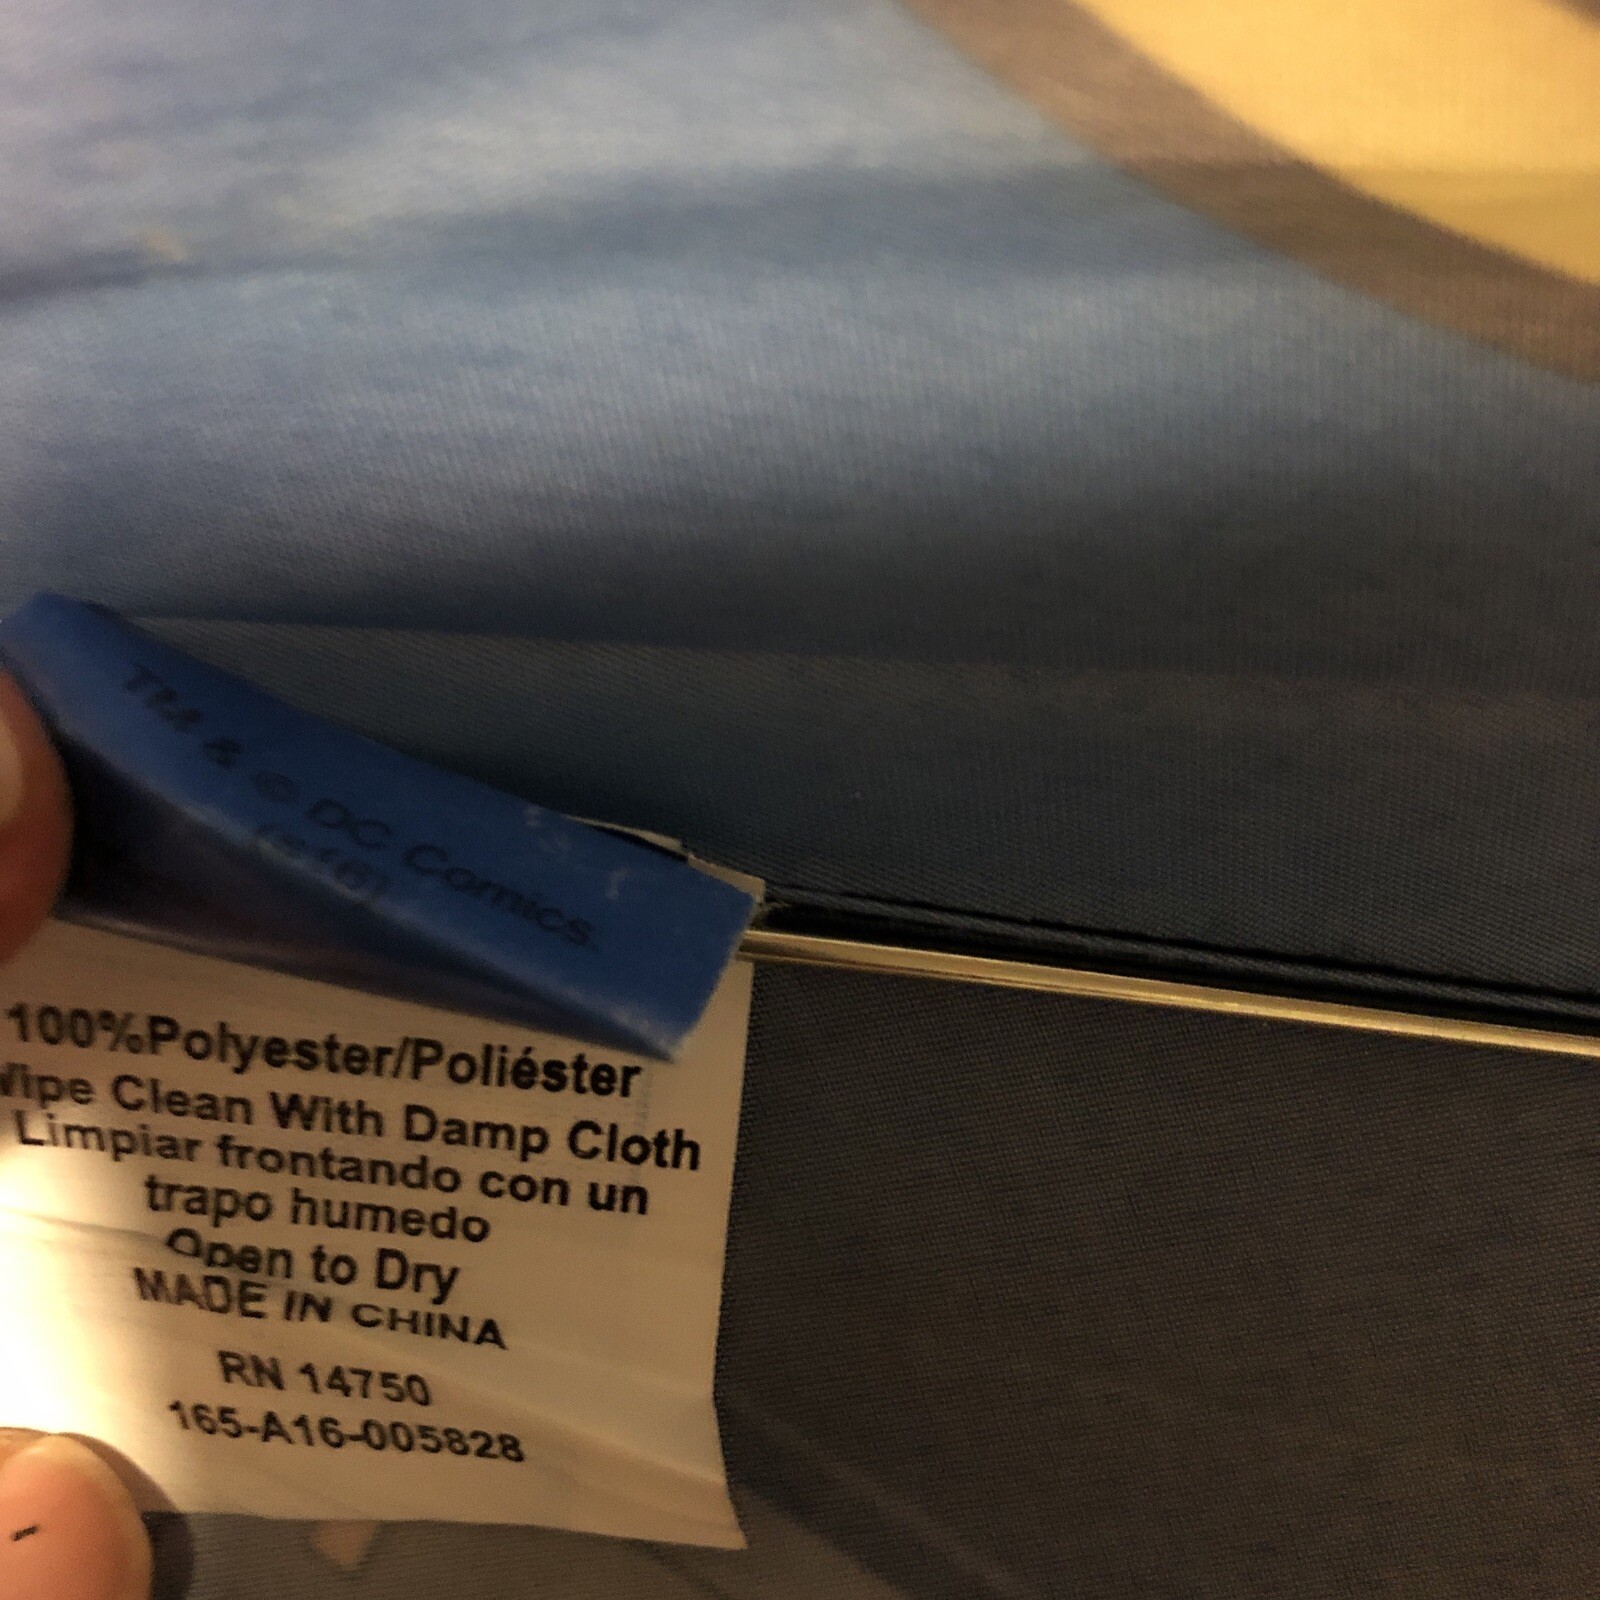 TM & © DC Comics.
(s16)
100%Polyester/Poliéster
Wipe Clean With Damp Cloth
Limpiar frontando con un
trapo humedo
Open to Dry
MADE IN CHINA
RN 14750
165-A16-005828